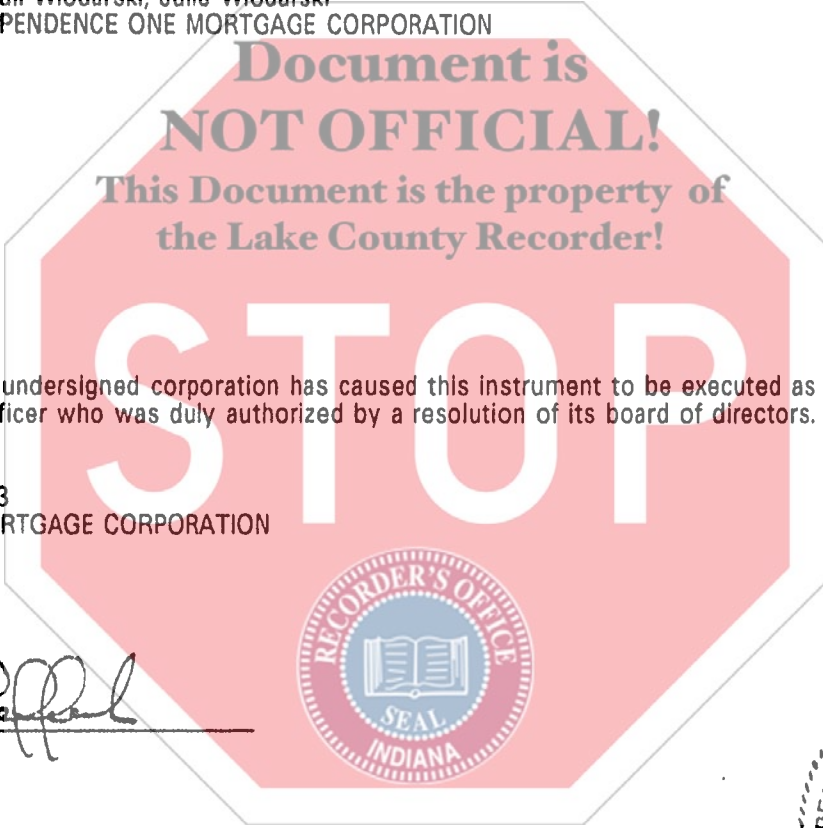 PENDENCE ONE MORTGAGE CORPORATION
Document is
NOT OFFICIAL!
This Document is the property of
the Lake County Recorder!
STOP
undersigned corporation has caused this instrument to be executed as
ficer who was duly authorized by a resolution of its board of directors.
3
RTGAGE CORPORATION
RECORDER'S OFFICE
SEAL
INDIANA